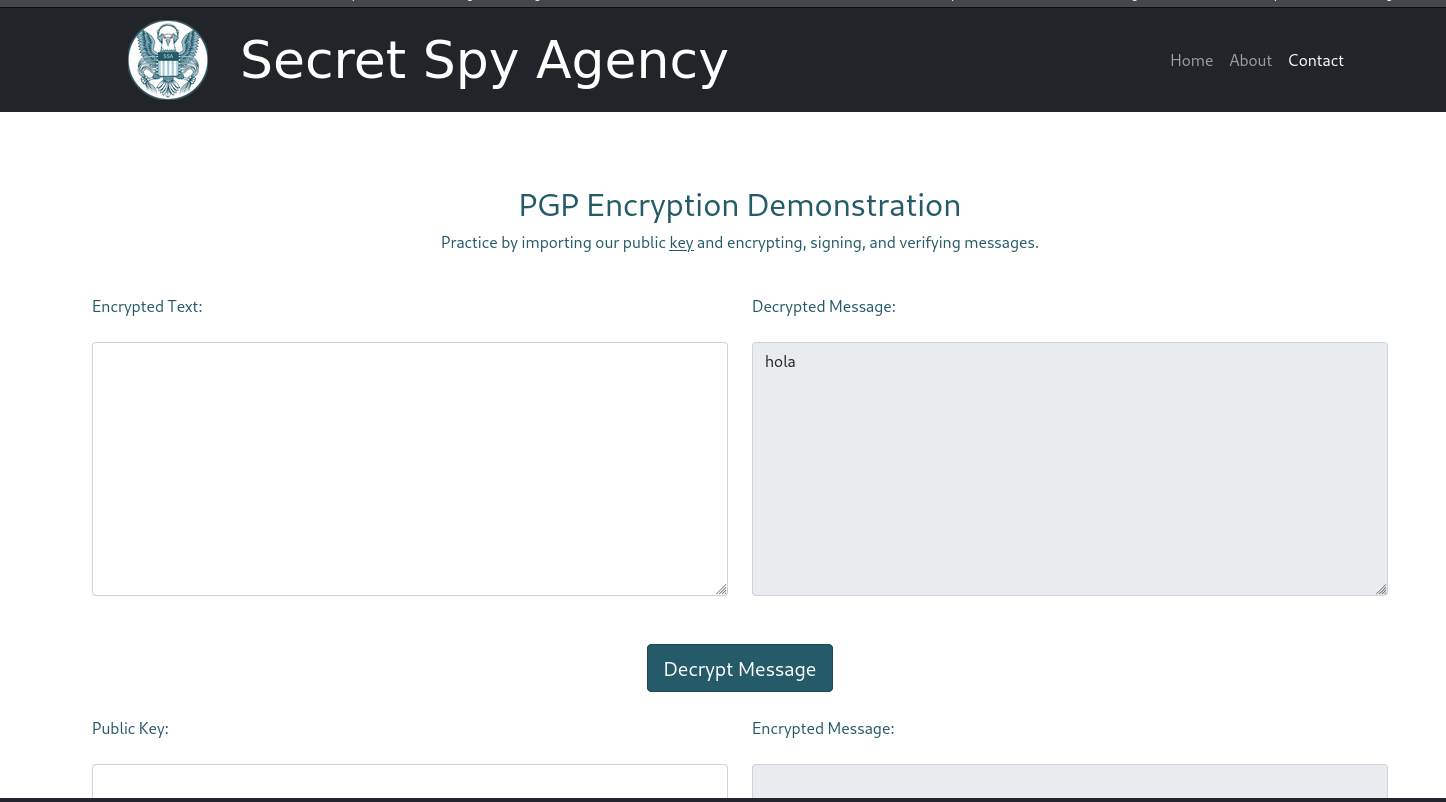 SSA
Secret Spy Agency
Home About Contact
PGP Encryption Demonstration
Practice by importing our public key and encrypting, signing, and verifying messages.
Encrypted Text: Decrypted Message:
hola
Decrypt Message
Public Key: Encrypted Message: